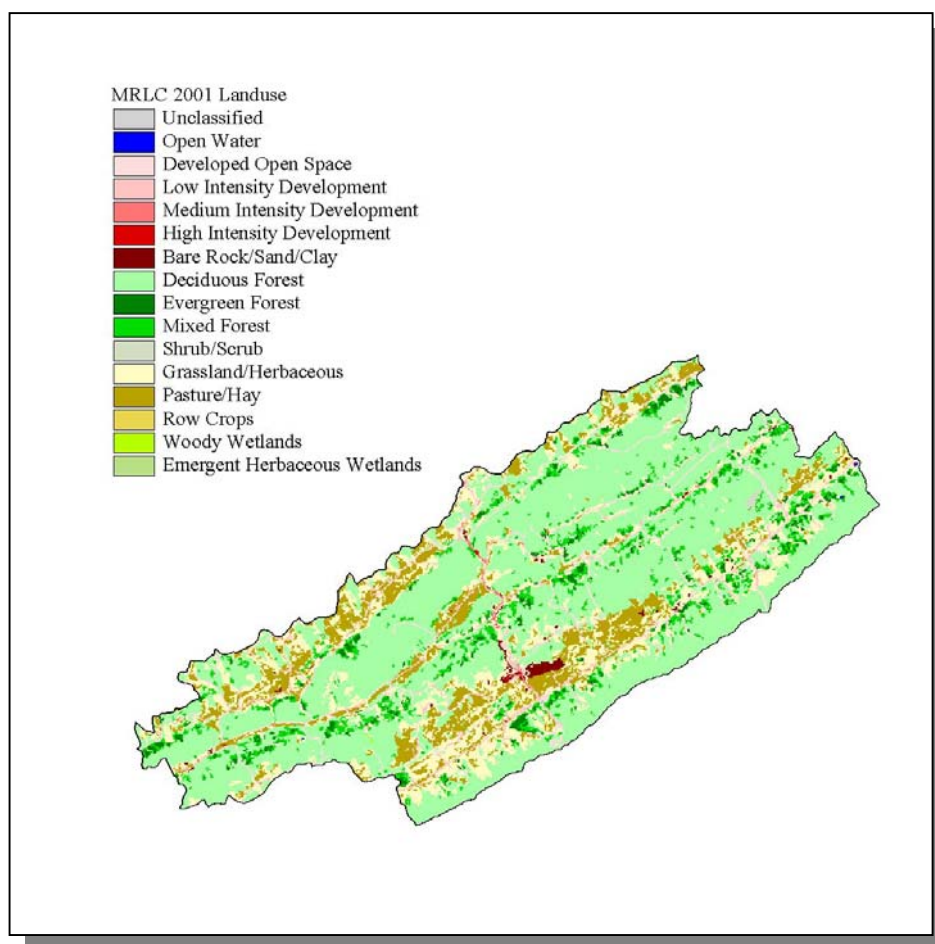 MRLC 2001 Landuse
Unclassified
Open Water
Developed Open Space
Low Intensity Development
Medium Intensity Development
High Intensity Development
Bare Rock/Sand/Clay
Deciduous Forest
Evergreen Forest
Mixed Forest
Shrub/Scrub
Grassland/Herbaceous
Pasture/Hay
Row Crops
Woody Wetlands
Emergent Herbaceous Wetlands